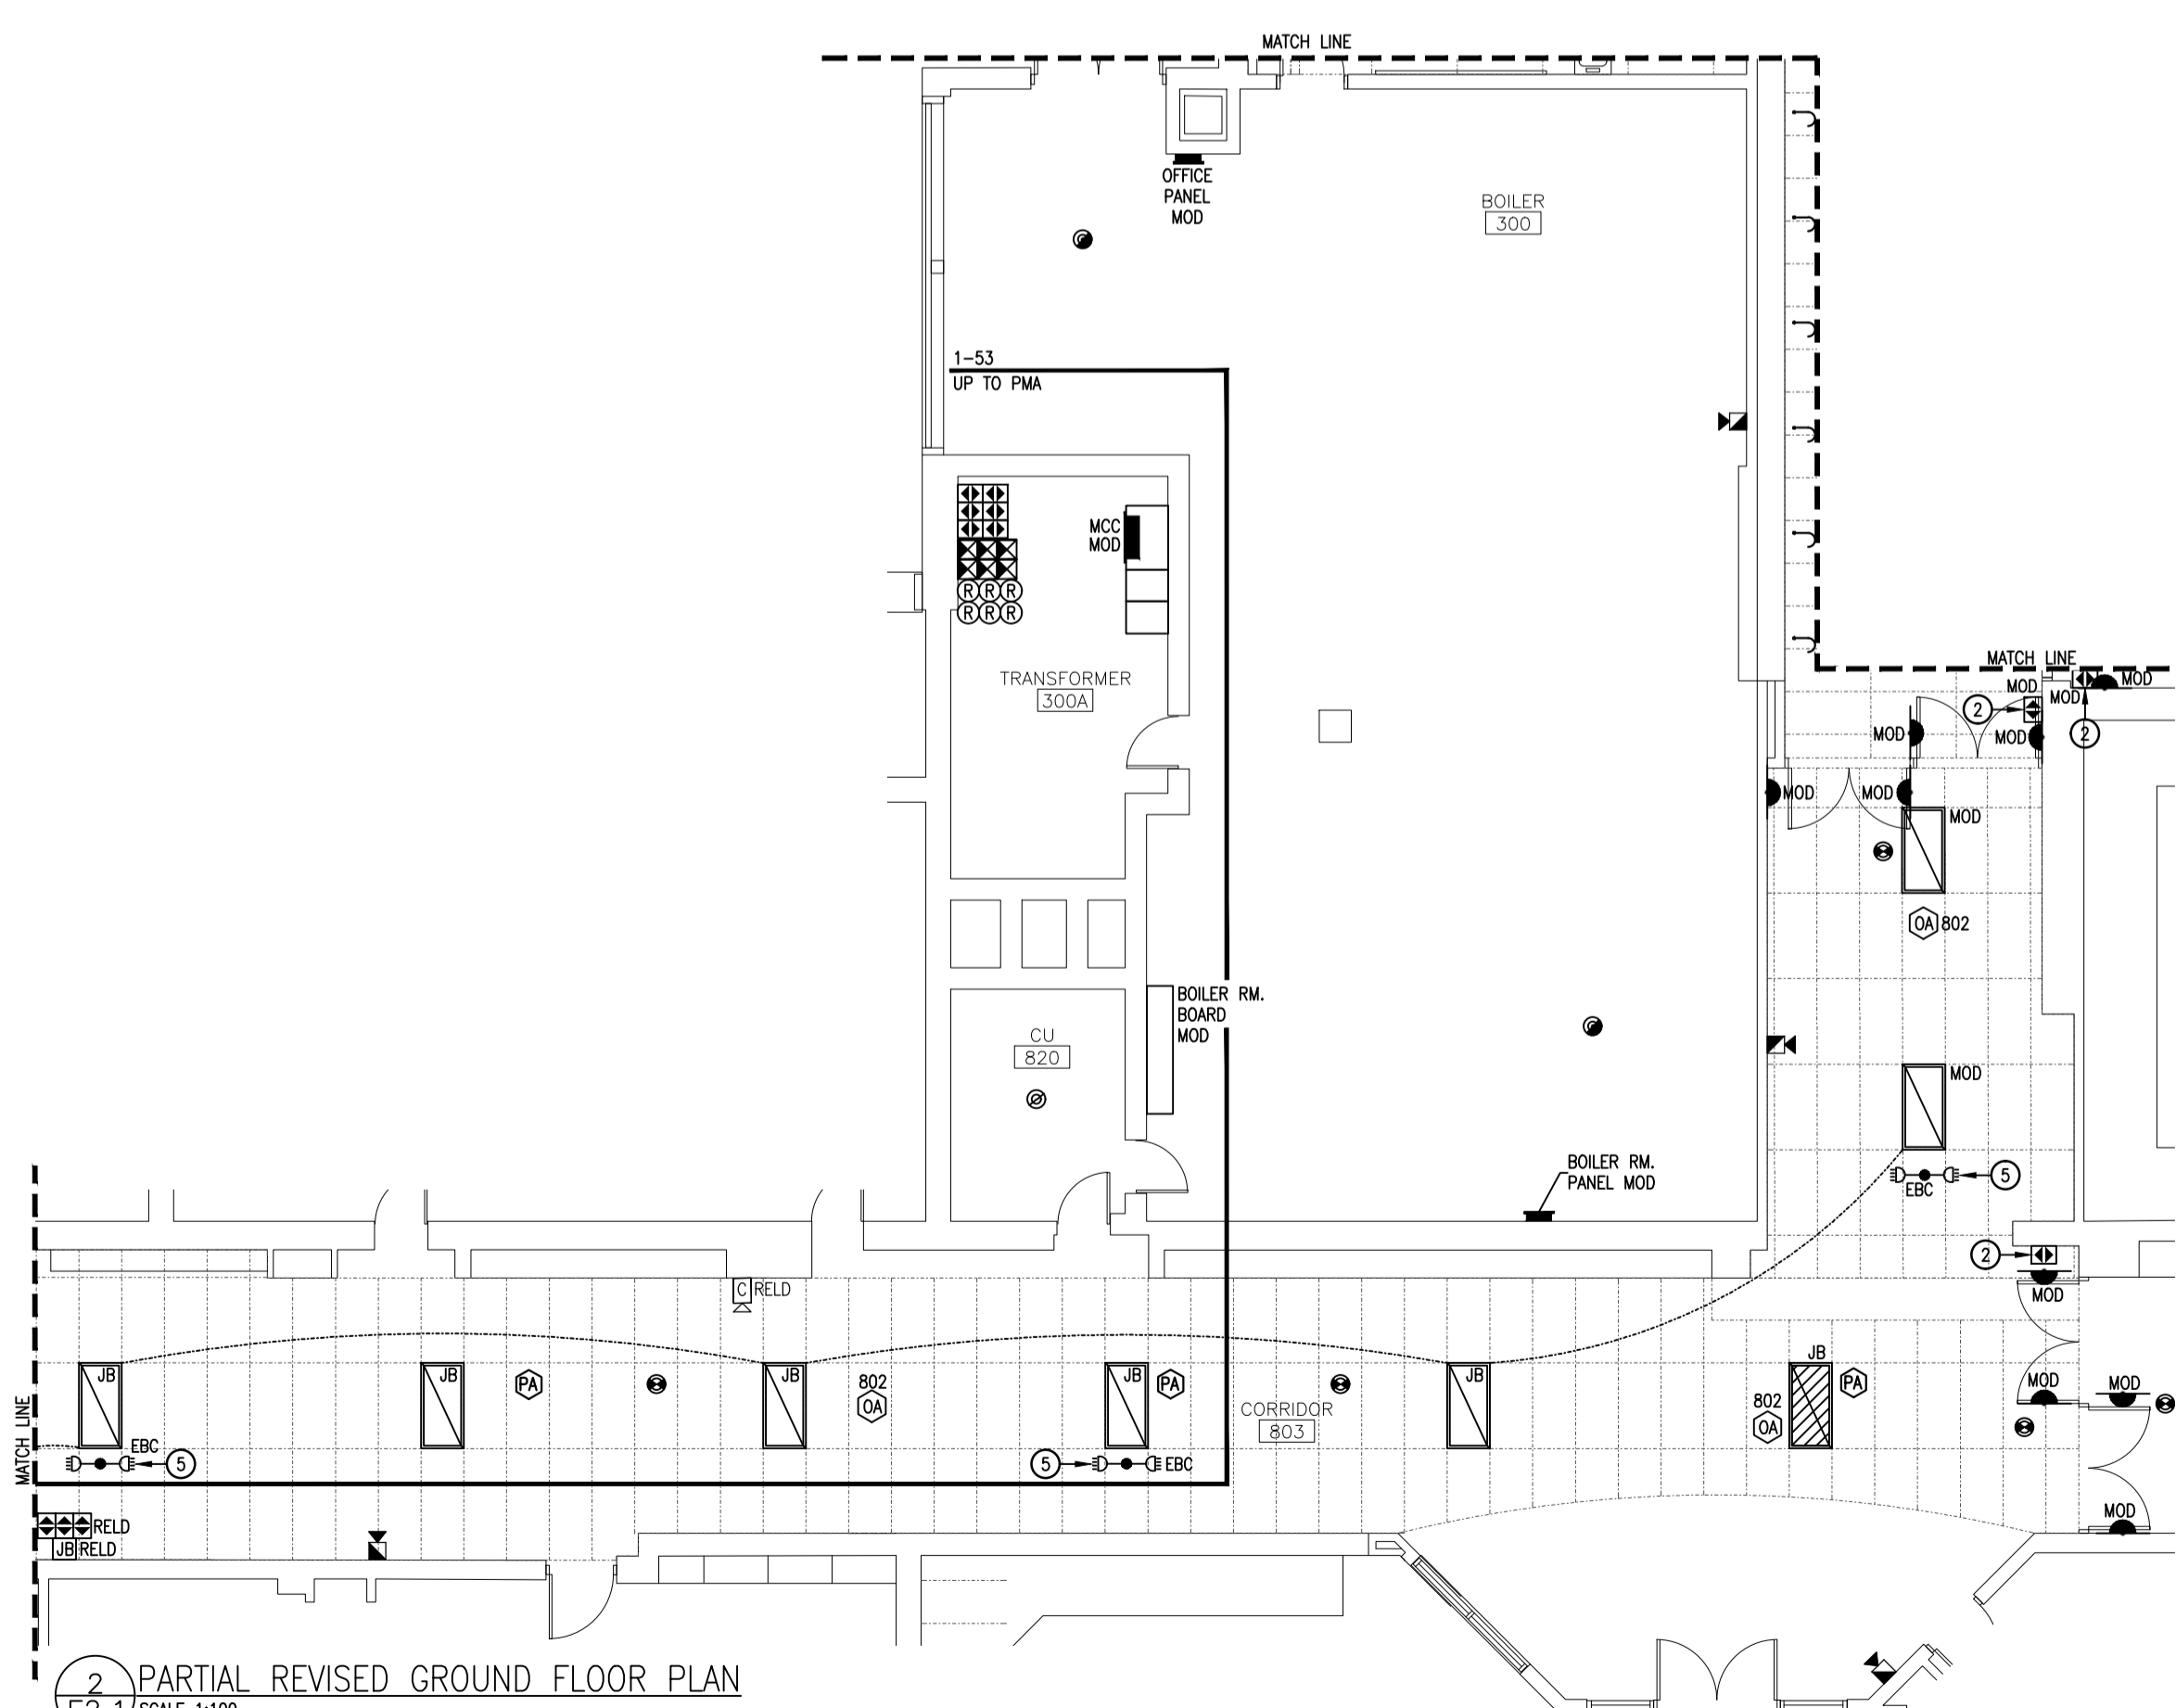 MATCH LINE
OFFICE
PANEL
MOD
BOILER
300
1-53
UP TO PMA
MCC
MOD
R R R
R R R
TRANSFORMER
300A
MATCH LINE
MOD
MOD
MOD
2
MOD
MOD
2
MOD
MOD
MOD
OA 802
BOILER RM.
BOARD
MOD
CU
820
MOD
BOILER RM.
PANEL MOD
5
EBC
2
MOD
C RELD
JB
JB
PA
JB
802
OA
JB
PA
CORRIDOR
803
JB
JB
802
OA
PA
MOD
MOD
MATCH LINE
EBC
5
5
EBC
RELD
JB RELD
MOD
2
PARTIAL REVISED GROUND FLOOR PLAN